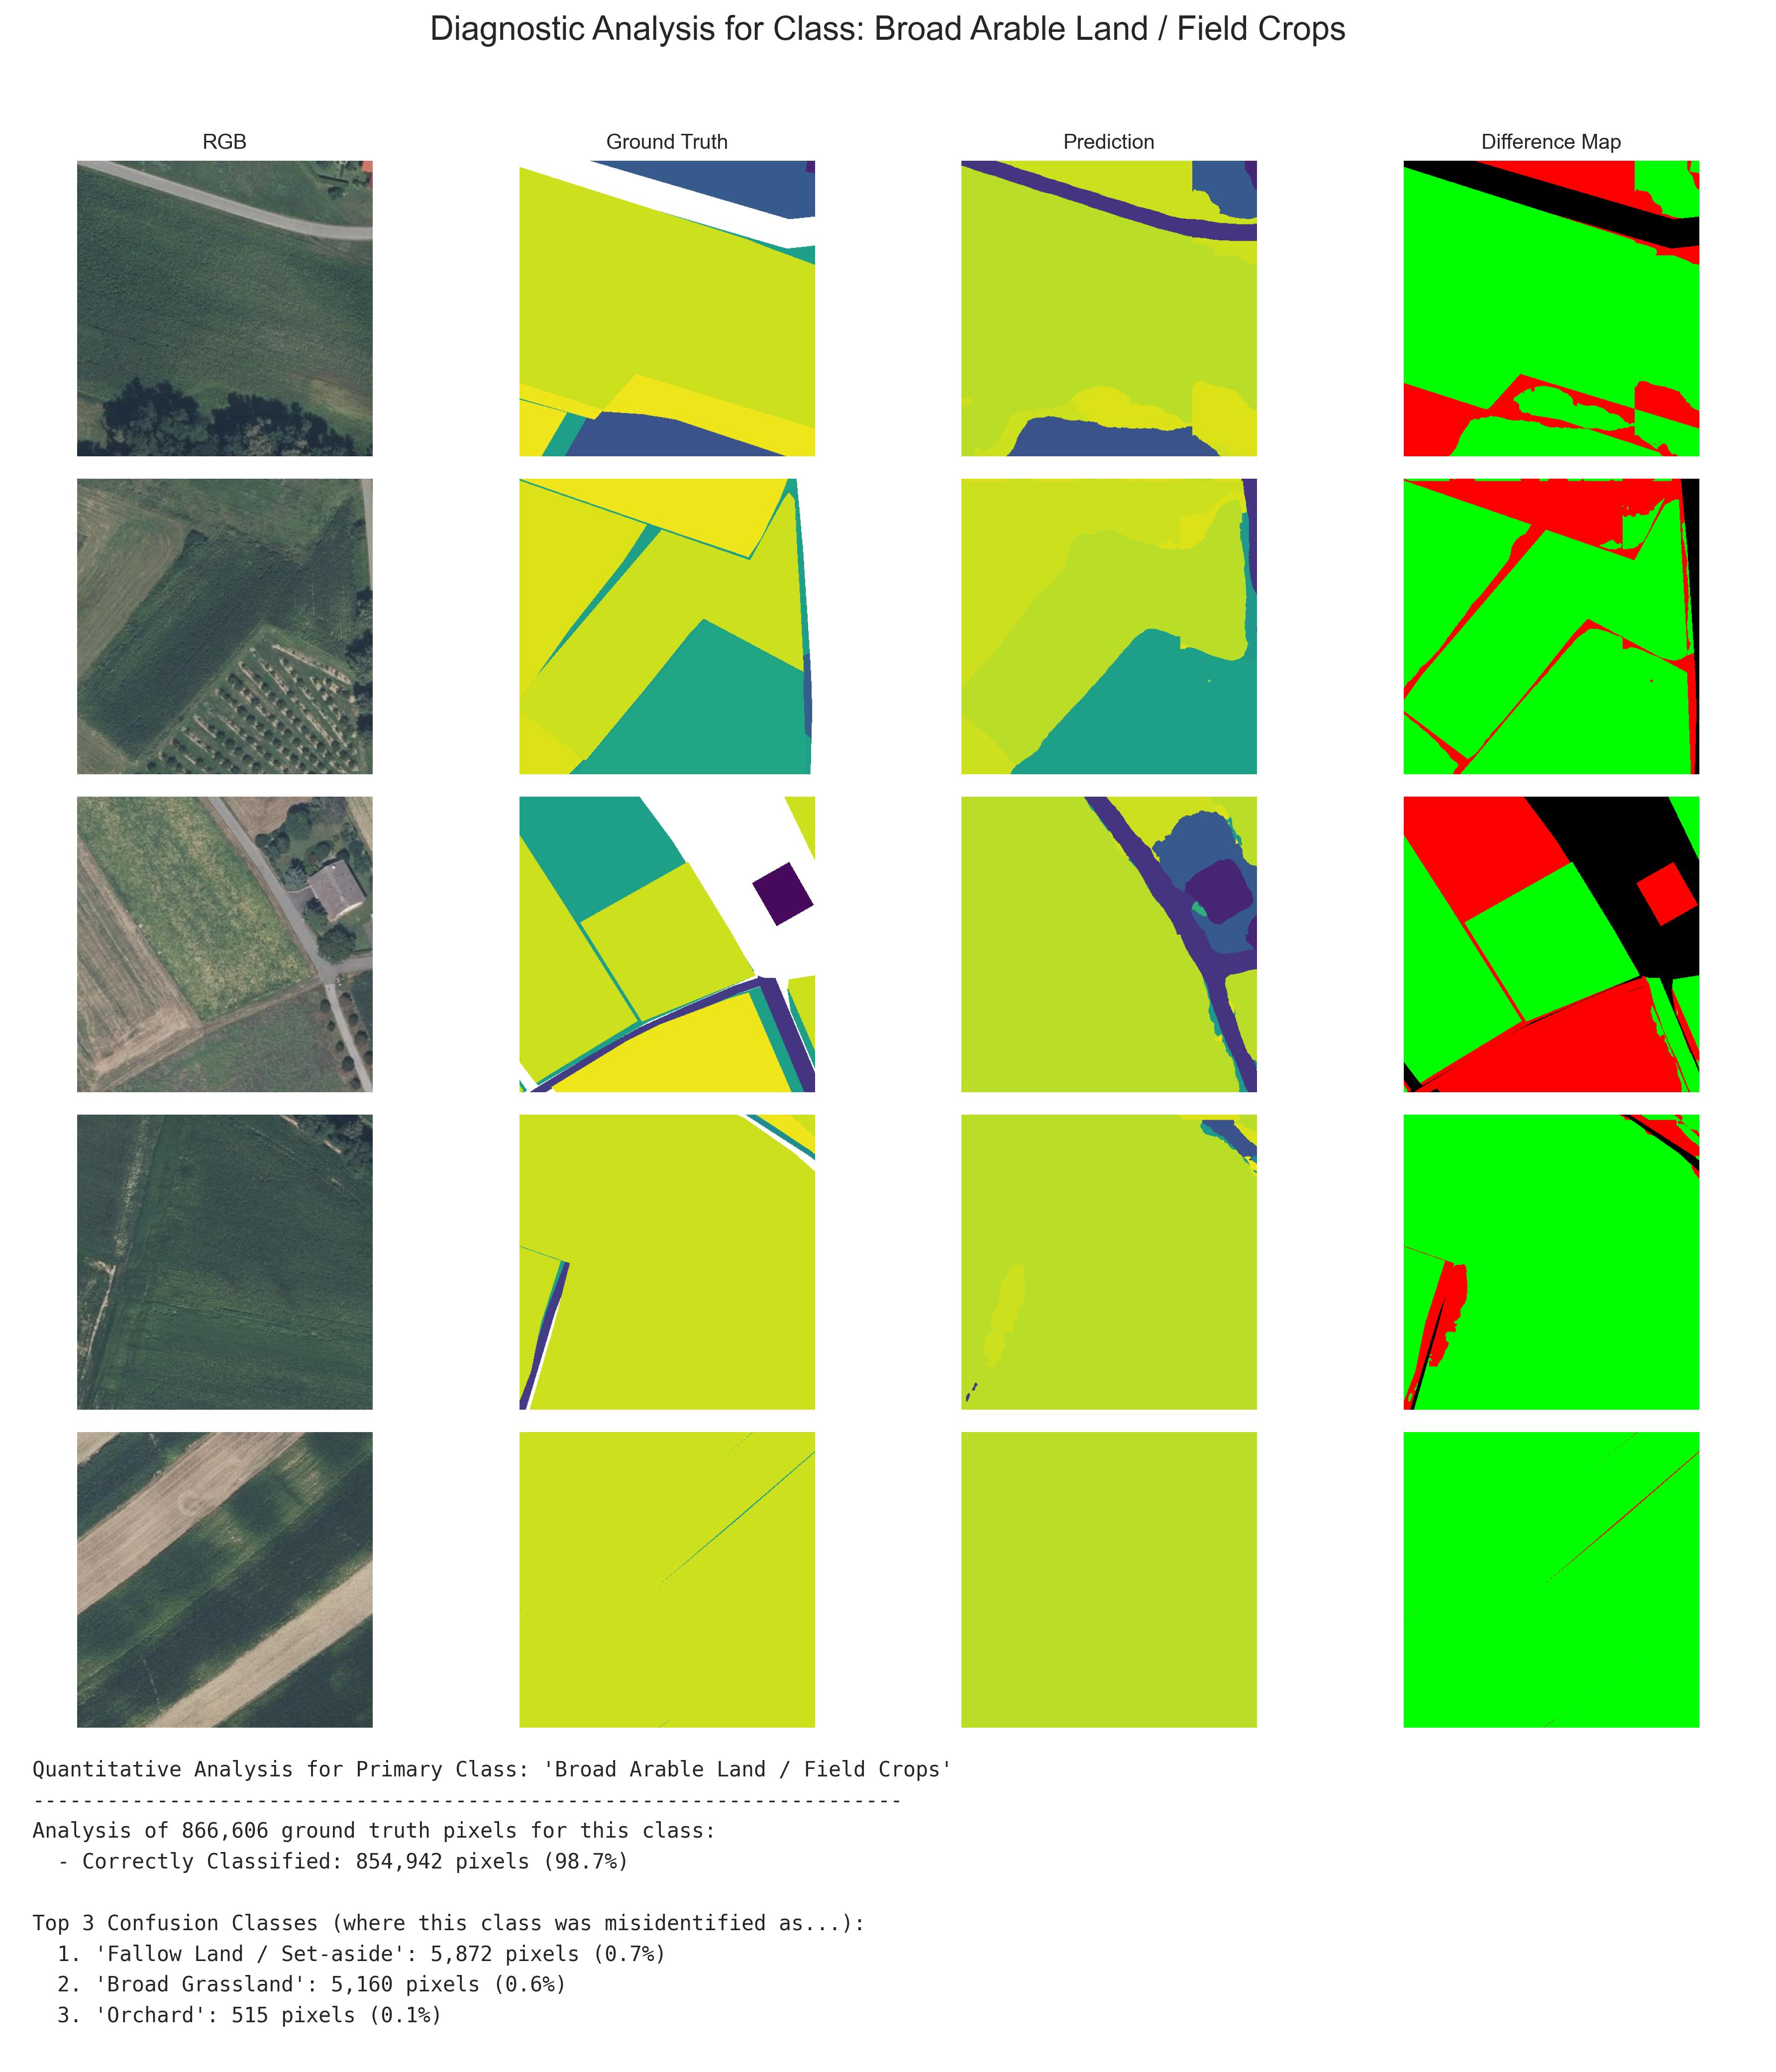 Diagnostic Analysis for Class: Broad Arable Land / Field Crops
RGB Ground Truth Prediction Difference Map
Quantitative Analysis for Primary Class: 'Broad Arable Land / Field Crops'
----------------------------------------------------------------------
Analysis of 866,606 ground truth pixels for this class:
- Correctly Classified: 854,942 pixels (98.7%)
Top 3 Confusion Classes (where this class was misidentified as...):
1. 'Fallow Land / Set-aside': 5,872 pixels (0.7%)
2. 'Broad Grassland': 5,160 pixels (0.6%)
3. 'Orchard': 515 pixels (0.1%)